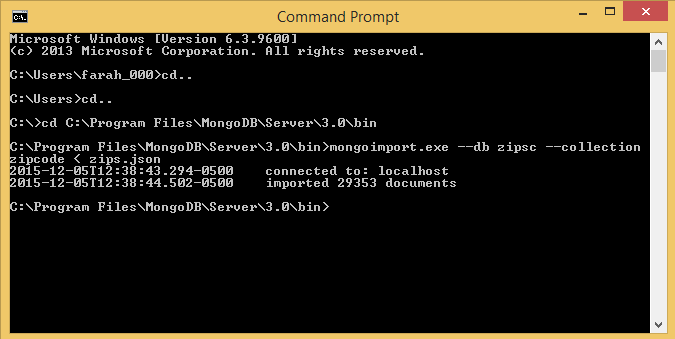 Command Prompt
Microsoft Windows [Version 6.3.9600]
(c) 2013 Microsoft Corporation. All rights reserved.
C:\Users\farah_000>cd..
C:\Users>cd..
C:\>cd C:\Program Files\MongoDB\Server\3.0\bin
C:\Program Files\MongoDB\Server\3.0\bin>mongoimport.exe --db zipsc --collection
zipcode < zips.json
2015-12-05T12:38:43.294-0500    connected to: localhost
2015-12-05T12:38:44.502-0500    imported 29353 documents
C:\Program Files\MongoDB\Server\3.0\bin>